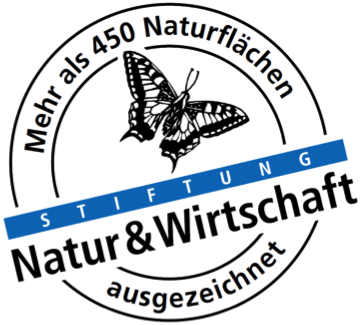 Mehr als 450 Naturflächen
STIFTUNG
Natur & Wirtschaft
ausgezeichnet